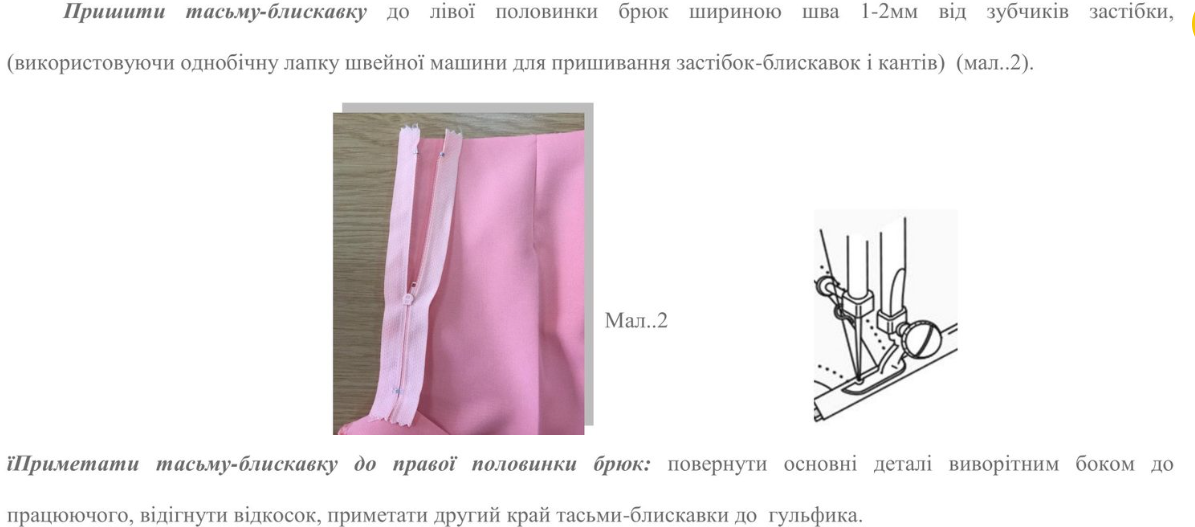 Пришити тасьму-блискавку до лівої половинки брюк шириною шва 1-2мм від зубчиків застібки,
(використовуючи однобічну лапку швейної машини для пришивання застібок-блискавок і кантів) (мал..2).
Мал..2
їПриметати тасьму-блискавку до правої половинки брюк: повернути основні деталі виворітним боком до
працюючого, відігнути відкосок, приметати другий край тасьми-блискавки до гульфика.